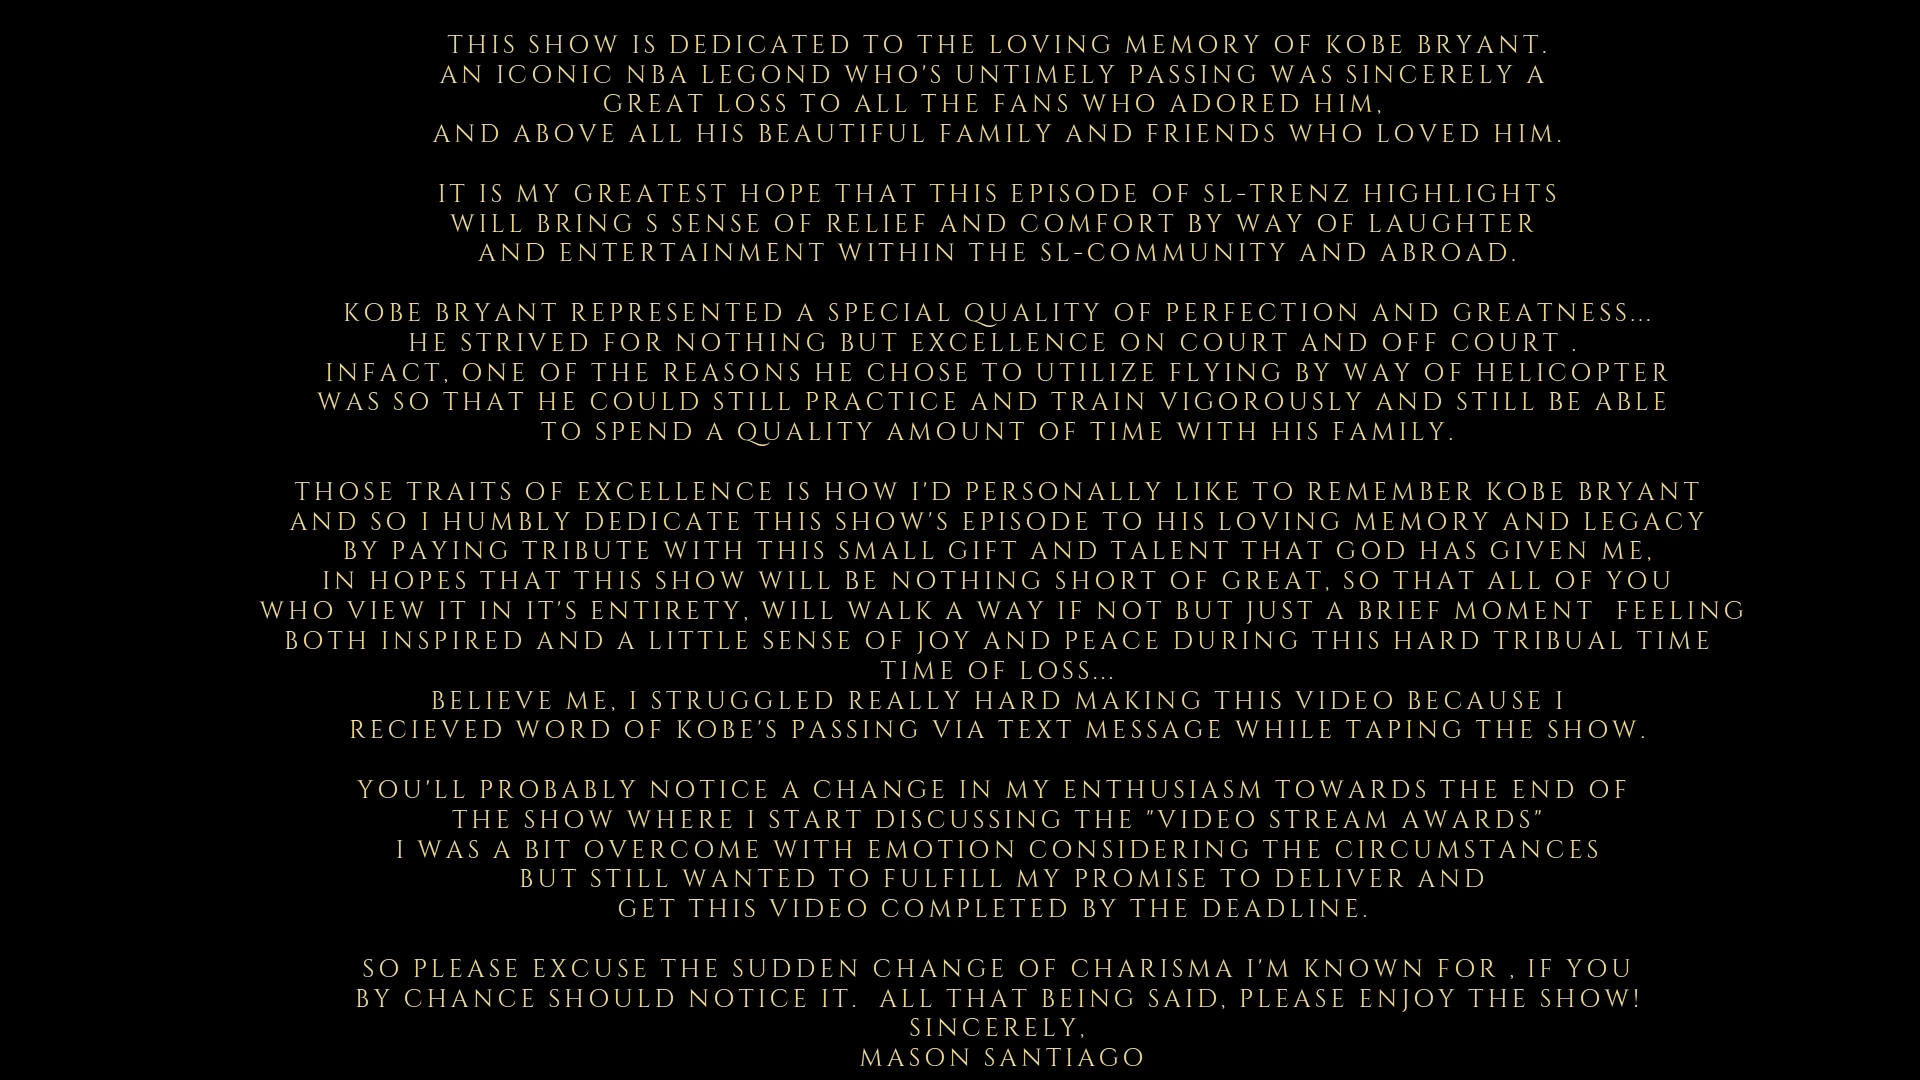 THIS SHOW IS DEDICATED TO THE LOVING MEMORY OF KOBE BRYANT.
AN ICONIC NBA LEGOND WHO'S UNTIMELY PASSING WAS SINCERELY A
GREAT LOSS TO ALL THE FANS WHO ADORED HIM,
AND ABOVE ALL HIS BEAUTIFUL FAMILY AND FRIENDS WHO LOVED HIM.
IT IS MY GREATEST HOPE THAT THIS EPISODE OF SL-TRENZ HIGHLIGHTS
WILL BRING S SENSE OF RELIEF AND COMFORT BY WAY OF LAUGHTER
AND ENTERTAINMENT WITHIN THE SL-COMMUNITY AND ABROAD.
KOBE BRYANT REPRESENTED A SPECIAL QUALITY OF PERFECTION AND GREATNESS...
HE STRIVED FOR NOTHING BUT EXCELLENCE ON COURT AND OFF COURT .
INFACT, ONE OF THE REASONS HE CHOSE TO UTILIZE FLYING BY WAY OF HELICOPTER
WAS SO THAT HE COULD STILL PRACTICE AND TRAIN VIGOROUSLY AND STILL BE ABLE
TO SPEND A QUALITY AMOUNT OF TIME WITH HIS FAMILY.
THOSE TRAITS OF EXCELLENCE IS HOW I'D PERSONALLY LIKE TO REMEMBER KOBE BRYANT
AND SO I HUMBLY DEDICATE THIS SHOW'S EPISODE TO HIS LOVING MEMORY AND LEGACY
BY PAYING TRIBUTE WITH THIS SMALL GIFT AND TALENT THAT GOD HAS GIVEN ME,
IN HOPES THAT THIS SHOW WILL BE NOTHING SHORT OF GREAT, SO THAT ALL OF YOU
WHO VIEW IT IN IT'S ENTIRETY, WILL WALK A WAY IF NOT BUT JUST A BRIEF MOMENT  FEELING
BOTH INSPIRED AND A LITTLE SENSE OF JOY AND PEACE DURING THIS HARD TRIBUAL TIME
TIME OF LOSS...
BELIEVE ME, I STRUGGLED REALLY HARD MAKING THIS VIDEO BECAUSE I
RECIEVED WORD OF KOBE'S PASSING VIA TEXT MESSAGE WHILE TAPING THE SHOW.
YOU'LL PROBABLY NOTICE A CHANGE IN MY ENTHUSIASM TOWARDS THE END OF
THE SHOW WHERE I START DISCUSSING THE "VIDEO STREAM AWARDS"
I WAS A BIT OVERCOME WITH EMOTION CONSIDERING THE CIRCUMSTANCES
BUT STILL WANTED TO FULFILL MY PROMISE TO DELIVER AND
GET THIS VIDEO COMPLETED BY THE DEADLINE.
SO PLEASE EXCUSE THE SUDDEN CHANGE OF CHARISMA I'M KNOWN FOR , IF YOU
BY CHANCE SHOULD NOTICE IT.  ALL THAT BEING SAID, PLEASE ENJOY THE SHOW!
SINCERELY,
MASON SANTIAGO